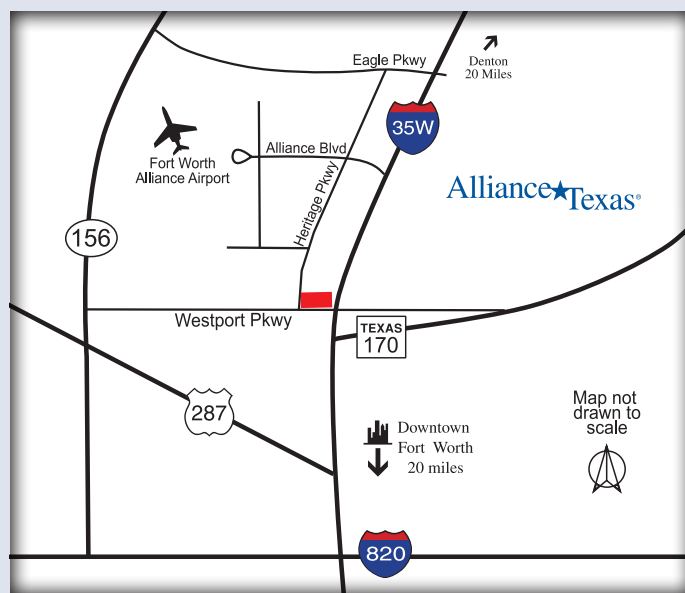 Eagle Pkwy
Denton
20 Miles
35W
Alliance Blvd
Fort Worth
Alliance Airport
Heritage Pkwy
Alliance★Texas®
156
Westport Pkwy
TEXAS
170
287
Downtown
Fort Worth
20 miles
Map not
drawn to
scale
820